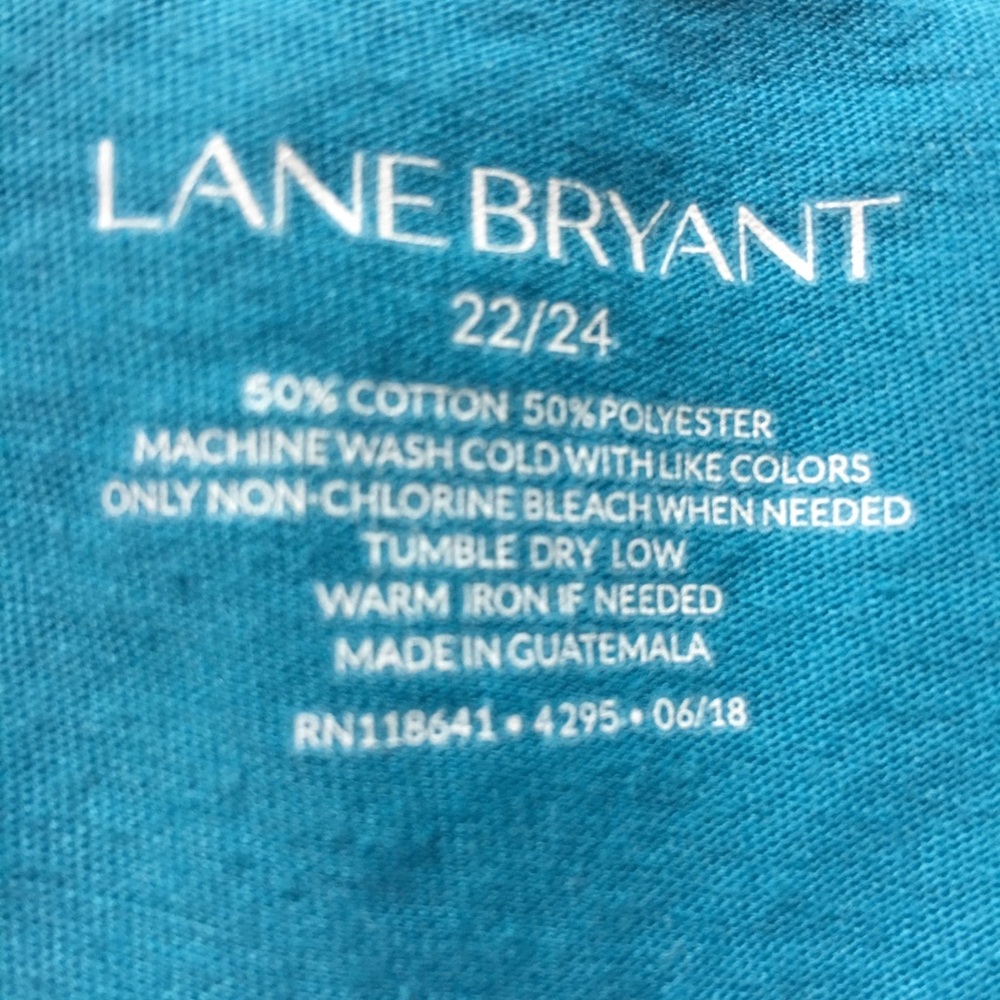 LANE BRYANT
22/24
50% COTTON 50% POLYESTER
MACHINE WASH COLD WITH LIKE COLORS
ONLY NON-CHLORINE BLEACH WHEN NEEDED
TUMBLE DRY LOW
WARM IRON IF NEEDED
MADE IN GUATEMALA
RN118641 • 4295 • 06/18